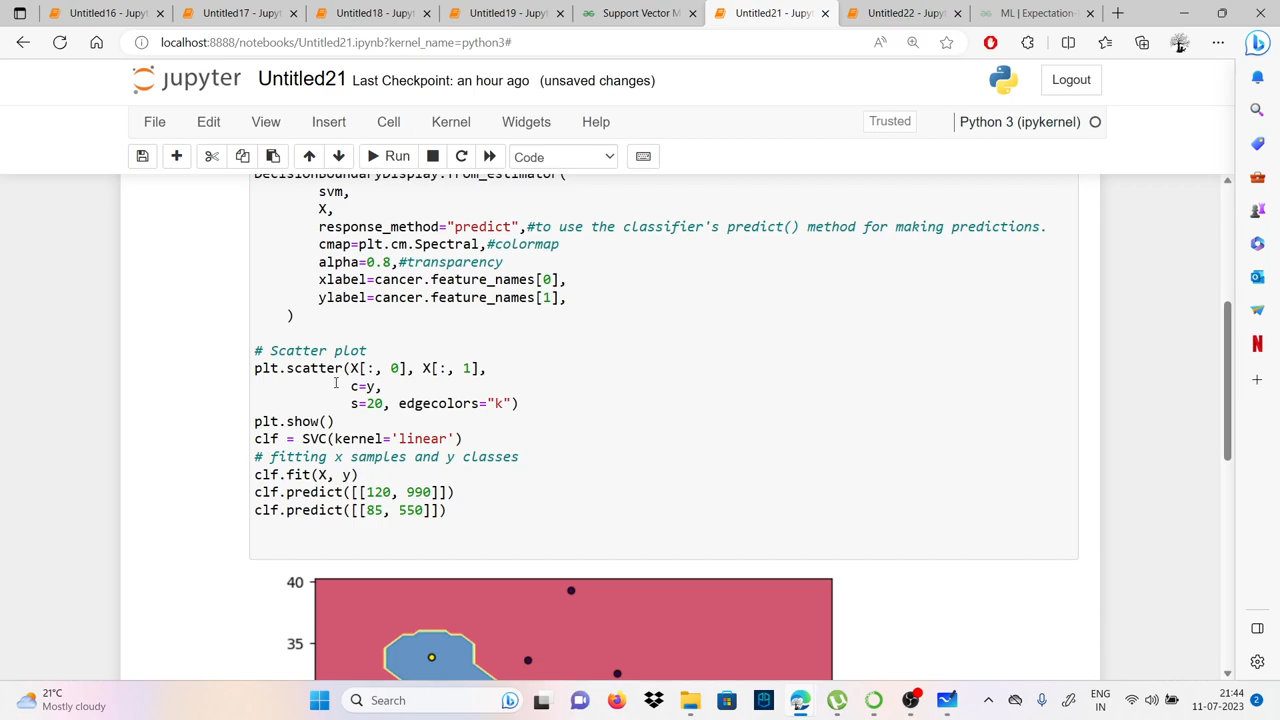 Untitled16 - Jupyt
Untitled17 - Jupyt
Untitled18 - Jupyt
Untitled19 - Jupyt
Support Vector M
Untitled21 - Jupyt
Untitled22 - Jupyt
ML | Expectation-
localhost:8888/notebooks/Untitled21.ipynb?kernel_name=python3#
jupyter Untitled21 Last Checkpoint: an hour ago (unsaved changes)
Logout
File Edit View Insert Cell Kernel Widgets Help
Trusted
Python 3 (ipykernel)
Run
Code
DecisionBoundaryDisplay.from_estimator(
svm,
X,
response_method="predict",#to use the classifier's predict() method for making predictions.
cmap=plt.cm.Spectral,#colormap
alpha=0.8,#transparency
xlabel=cancer.feature_names[0],
ylabel=cancer.feature_names[1],
)
# Scatter plot
plt.scatter(X[:, 0], X[:, 1],
c=y,
s=20, edgecolors="k")
plt.show()
clf = SVC(kernel='linear')
# fitting x samples and y classes
clf.fit(X, y)
clf.predict([[120, 990]])
clf.predict([[85, 550]])
40
35
21°C
Mostly clo
Search
ENG
IN
21:44
11-07-2023
2